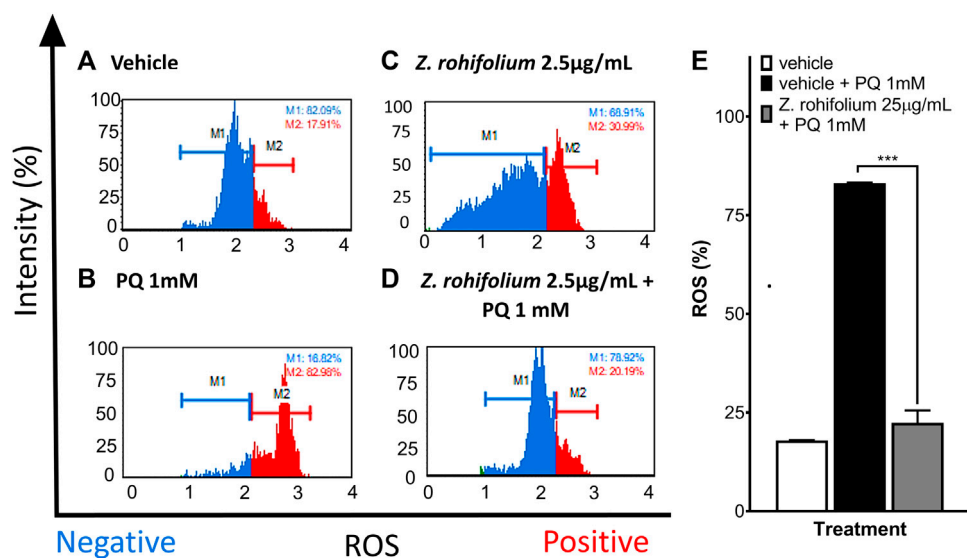 A Vehicle
100
75
50
25
0
M1: 82.09%
M2: 17.91%
M1
M2
0 1 2 3 4
B PQ 1mM
100
75
50
25
0
M1: 16.82%
M2: 82.98%
M1
M2
0 1 2 3 4
C Z. rohifolium 2.5µg/mL
100
75
50
25
0
M1: 68.91%
M2: 30.99%
M1
M2
0 1 2 3 4
D Z. rohifolium 2.5µg/mL +
PQ 1 mM
100
75
50
25
0
M1: 78.92%
M2: 20.19%
M1
M2
0 1 2 3 4
Intensity (%)
Negative ROS Positive
E
vehicle
vehicle + PQ 1mM
Z. rohifolium 25µg/mL
+ PQ 1mM
***
100
75
50
25
0
ROS (%)
Treatment